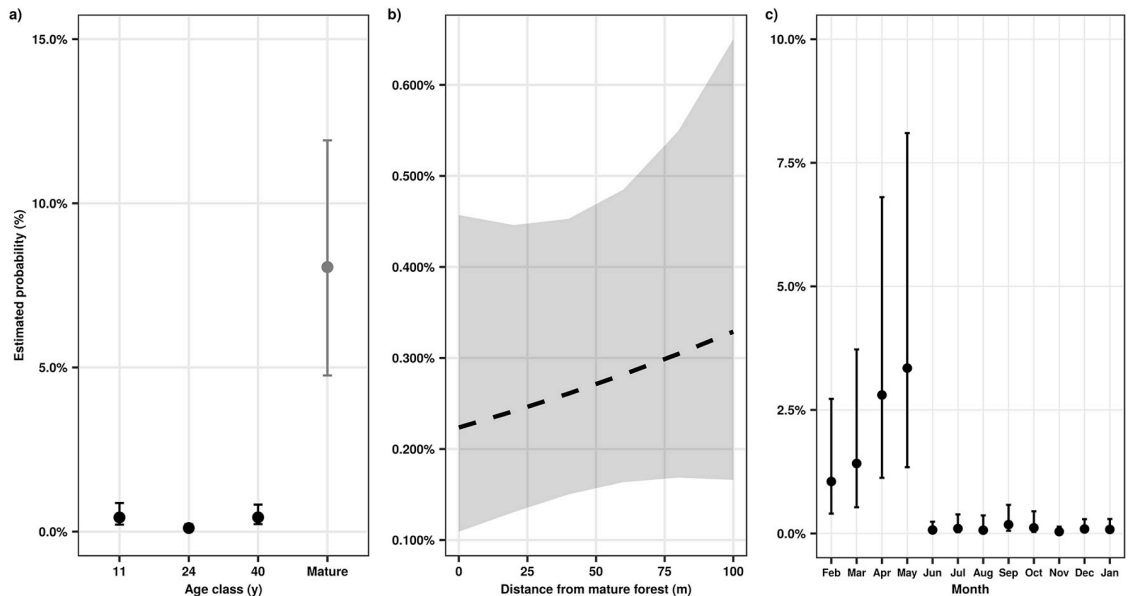 a)
15.0%
10.0%
5.0%
0.0%
Estimated probability (%)
11 24 40 Mature
Age class (y)
b)
0.600%
0.500%
0.400%
0.300%
0.200%
0.100%
0 25 50 75 100
Distance from mature forest (m)
c)
10.0%
7.5%
5.0%
2.5%
0.0%
Feb Mar Apr May Jun Jul Aug Sep Oct Nov Dec Jan
Month